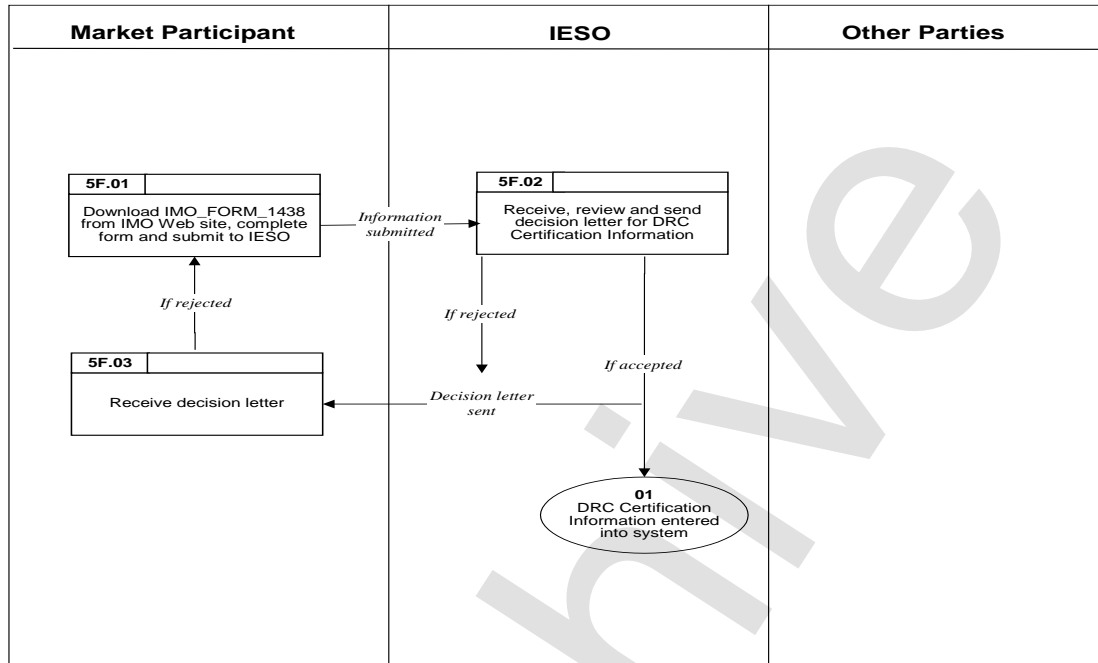 Market Participant
IESO
Other Parties
5F.01
Download IMO_FORM_1438
from IMO Web site, complete
form and submit to IESO
Information
submitted
5F.02
Receive, review and send
decision letter for DRC
Certification Information
If rejected
If rejected
If accepted
5F.03
Receive decision letter
Decision letter
sent
01
DRC Certification
Information entered
into system
hive